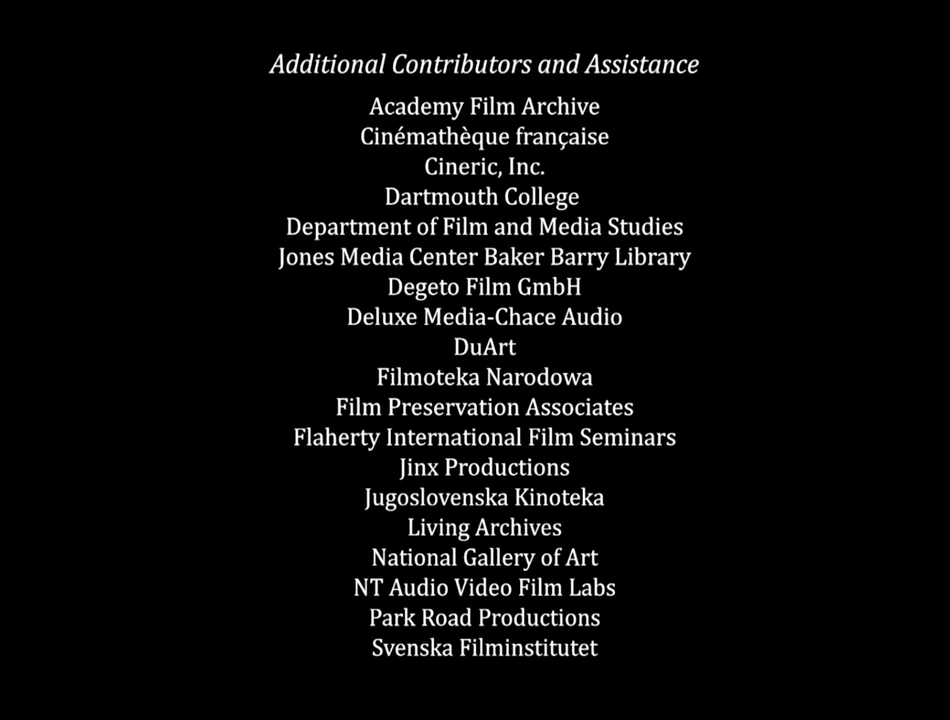 Additional Contributors and Assistance
Academy Film Archive
Cinémathèque française
Cineric, Inc.
Dartmouth College
Department of Film and Media Studies
Jones Media Center Baker Barry Library
Degeto Film GmbH
Deluxe Media-Chace Audio
DuArt
Filmoteka Narodowa
Film Preservation Associates
Flaherty International Film Seminars
Jinx Productions
Jugoslovenska Kinoteka
Living Archives
National Gallery of Art
NT Audio Video Film Labs
Park Road Productions
Svenska Filminstitutet